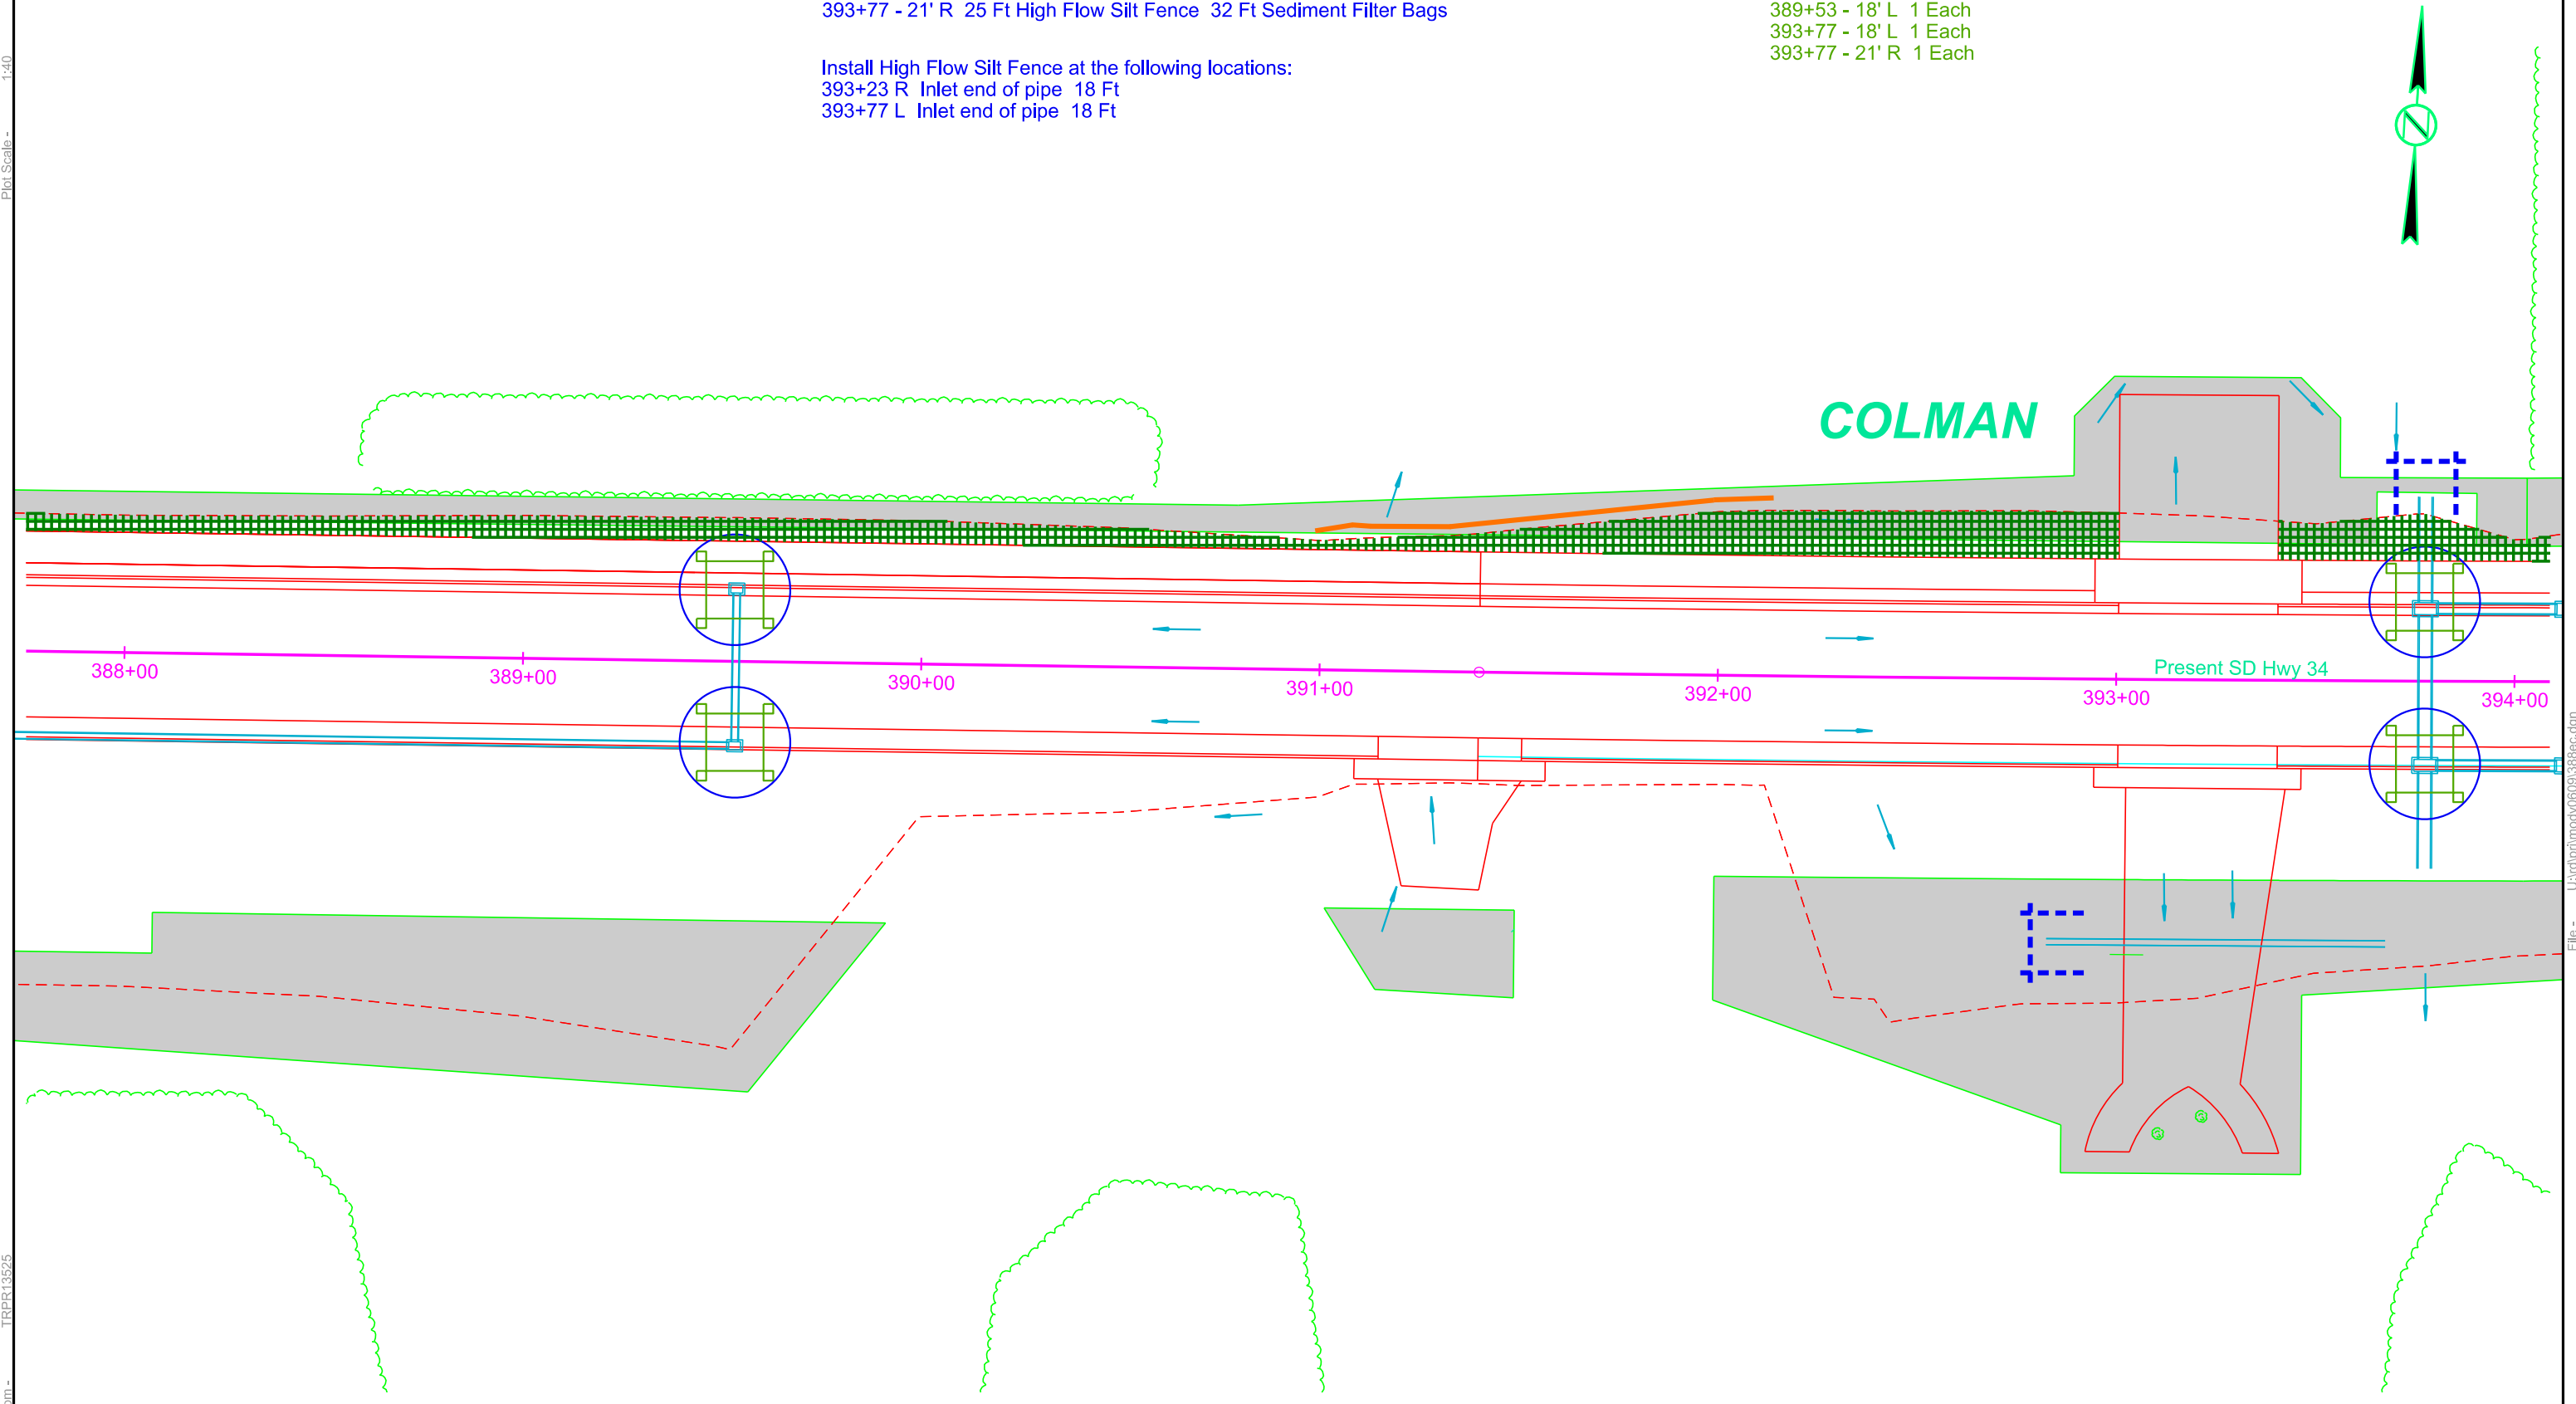 393+77 - 21' R  25 Ft High Flow Silt Fence  32 Ft Sediment Filter Bags
Install High Flow Silt Fence at the following locations:
393+23 R  Inlet end of pipe  18 Ft
393+77 L  Inlet end of pipe  18 Ft
389+53 - 18' L  1 Each
393+77 - 18' L  1 Each
393+77 - 21' R  1 Each
Plot Scale - 1:40
COLMAN
Present SD Hwy 34
388+00
389+00
390+00
391+00
392+00
393+00
394+00
TRPR13525